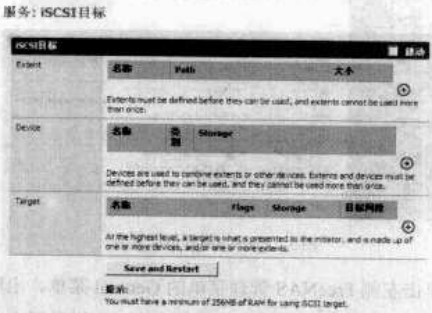 服务: iSCSI目标
iSCSI目标
启动
Extent
名称 Path 大小
Extents must be defined before they can be used, and extents cannot be used more than once.
Device
名称 类别 Storage
Devices are used to combine extents or other devices. Extents and devices must be defined before they can be used, and they cannot be used more than once.
Target
名称 Flags Storage 目标网络
At the highest level, a target is what is presented to the initiator, and is made up of one or more devices, and/or one or more extents.
Save and Restart
提示:
You must have a minimum of 256MB of RAM for using iSCSI target.